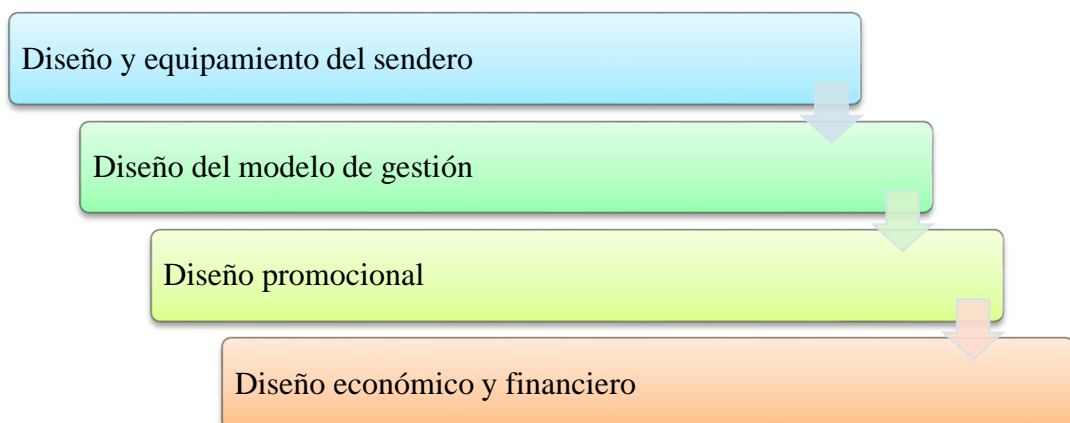 Diseño y equipamiento del sendero
Diseño del modelo de gestión
Diseño promocional
Diseño económico y financiero